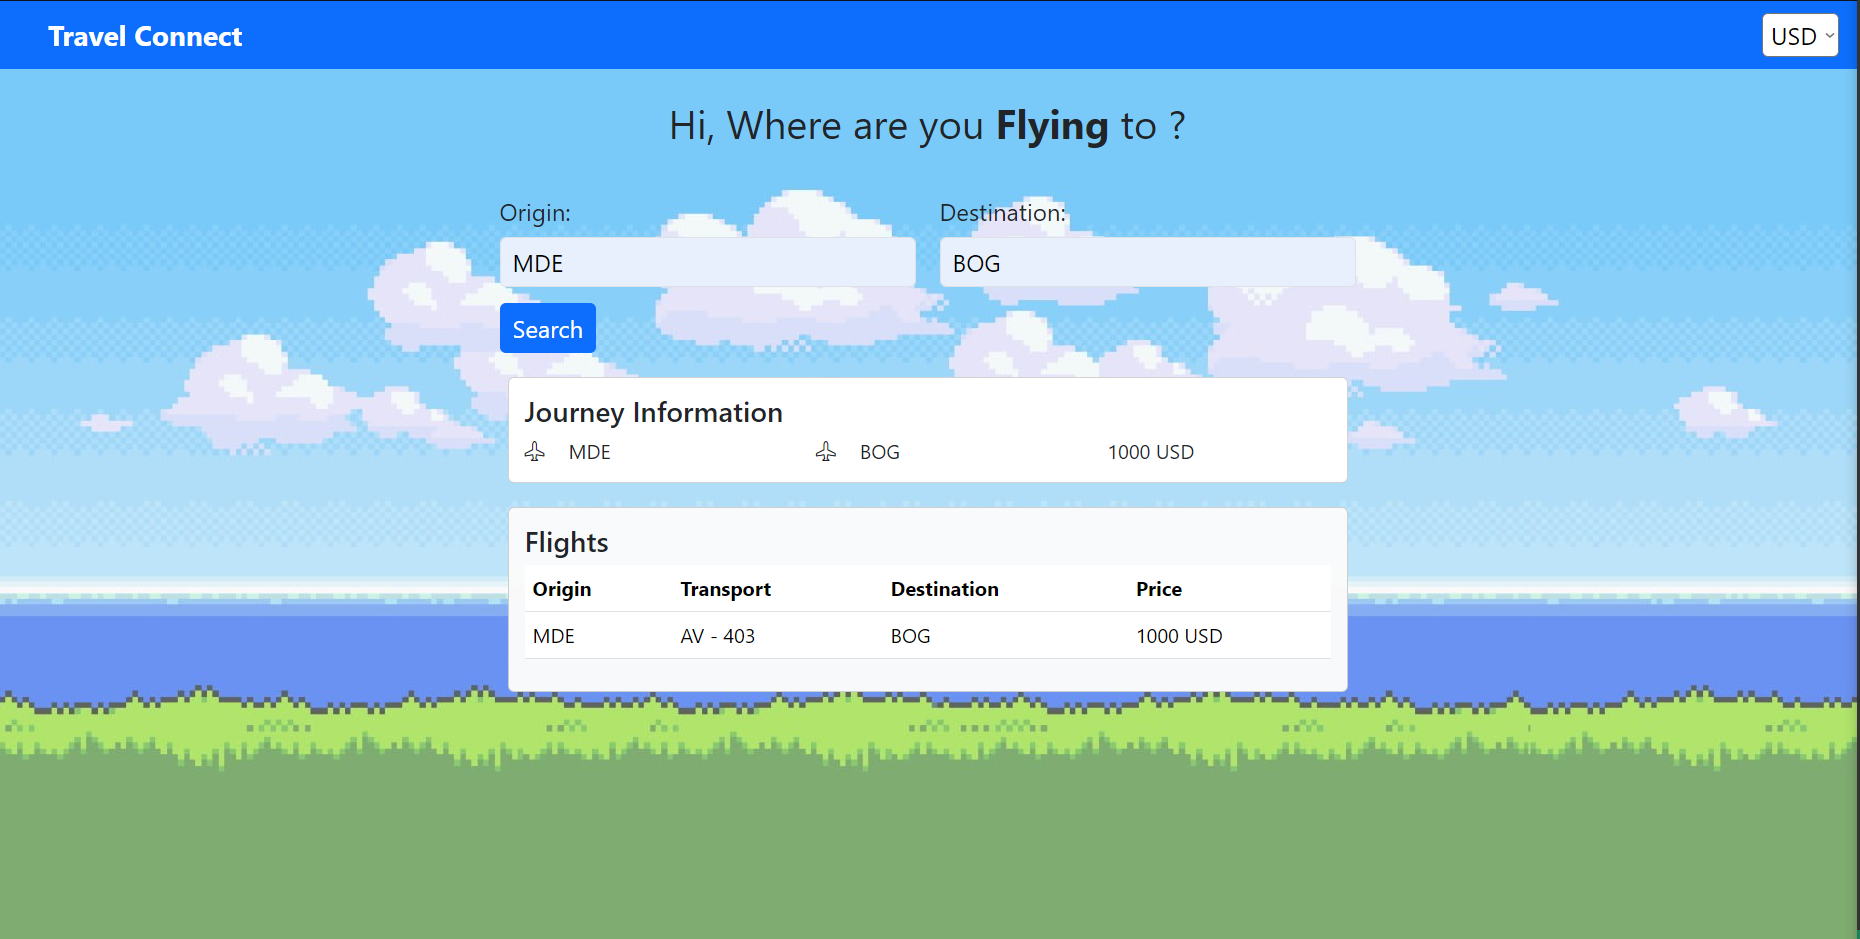 Travel Connect
USD
Hi, Where are you Flying to ?
Origin:
Destination:
MDE
BOG
Search
Journey Information
MDE BOG 1000 USD
Flights
Origin Transport Destination Price
MDE AV - 403 BOG 1000 USD